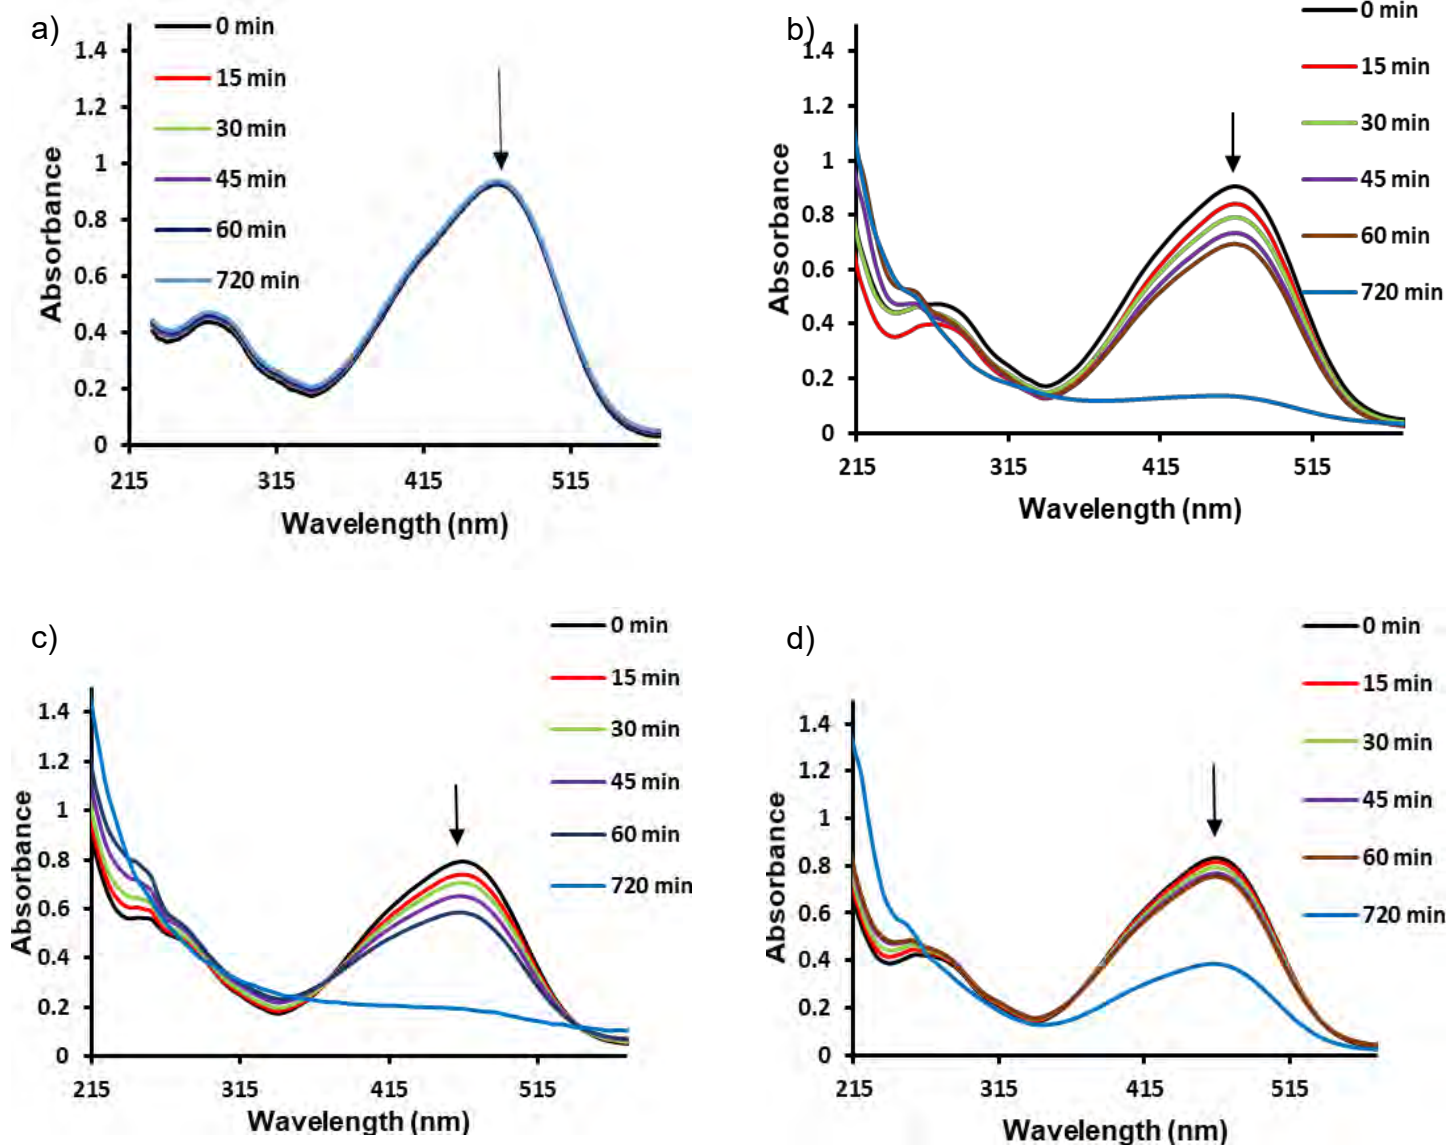 a)
0 min
15 min
30 min
45 min
60 min
720 min
1.4
1.2
1
0.8
0.6
0.4
0.2
0
Absorbance
215 315 415 515
Wavelength (nm)
b)
0 min
15 min
30 min
45 min
60 min
720 min
1.4
1.2
1
0.8
0.6
0.4
0.2
0
Absorbance
215 315 415 515
Wavelength (nm)
c)
0 min
15 min
30 min
45 min
60 min
720 min
1.4
1.2
1
0.8
0.6
0.4
0.2
0
Absorbance
215 315 415 515
Wavelength (nm)
d)
0 min
15 min
30 min
45 min
60 min
720 min
1.4
1.2
1
0.8
0.6
0.4
0.2
0
Absorbance
215 315 415 515
Wavelength (nm)